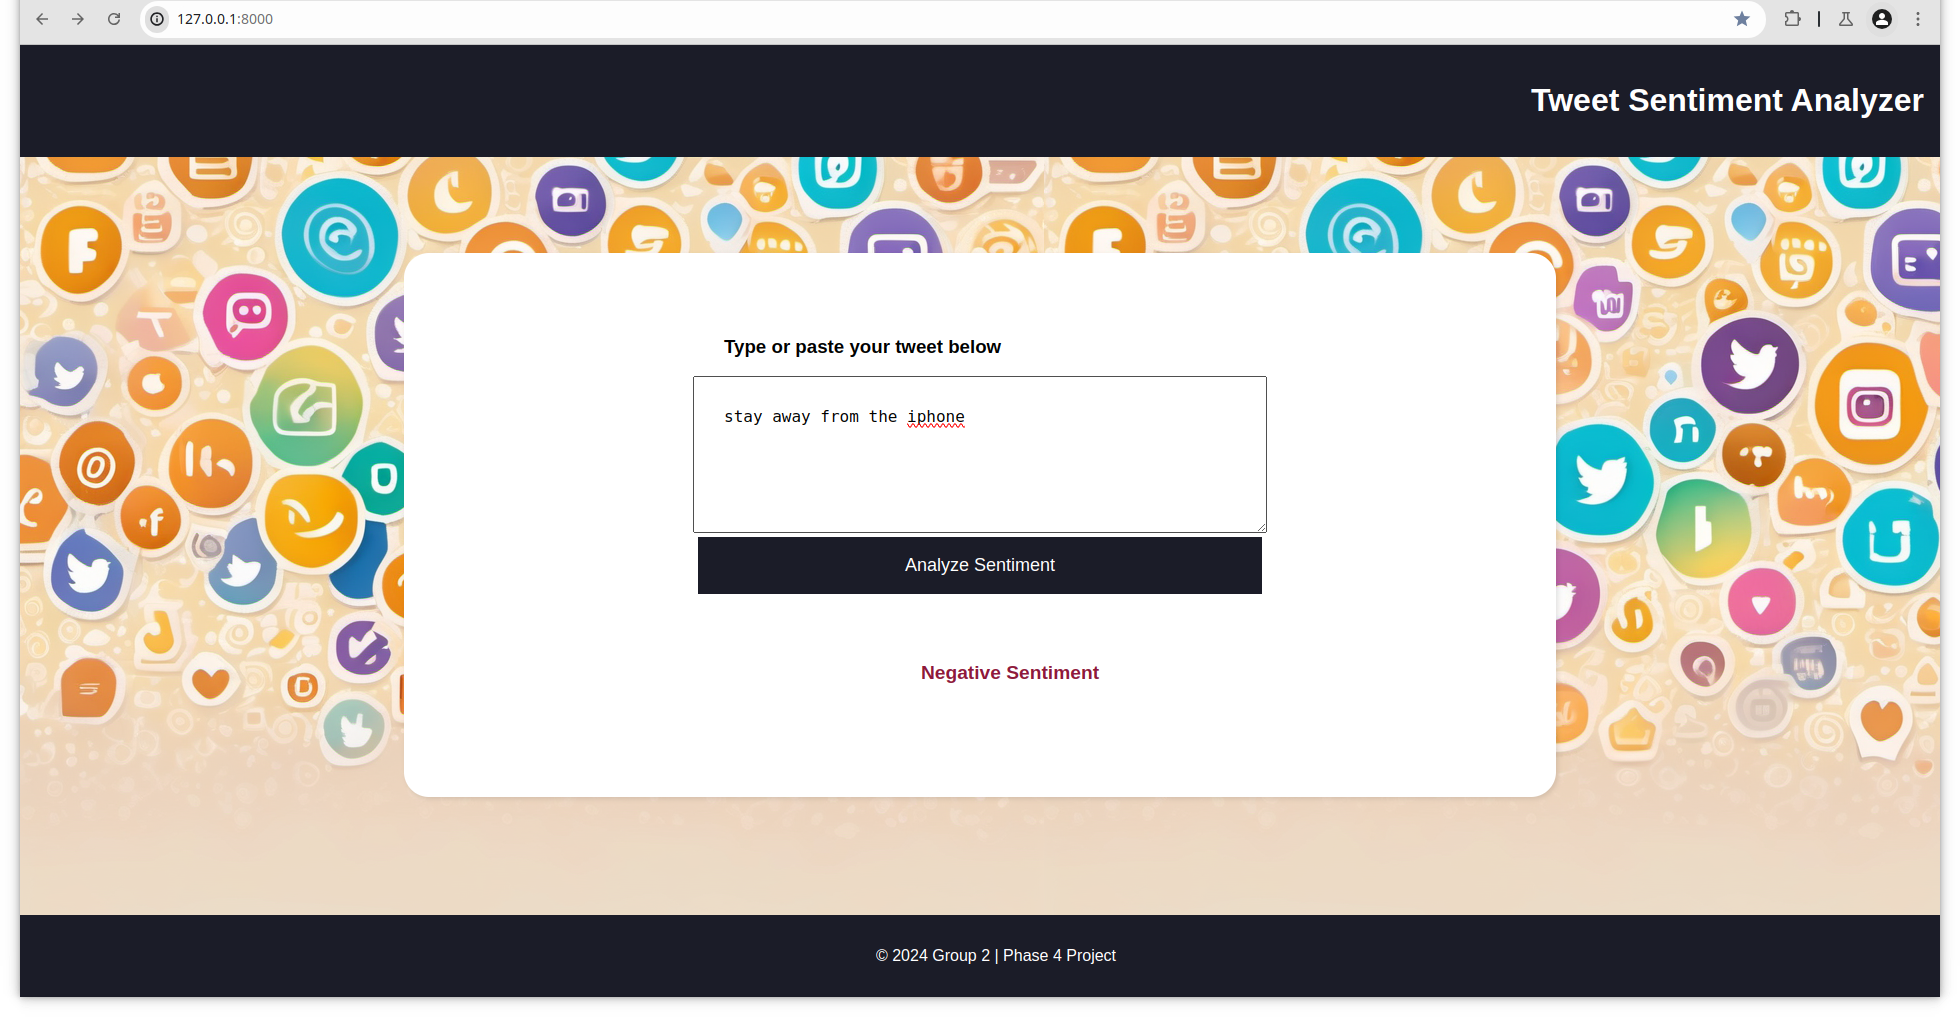 127.0.0.1:8000
Tweet Sentiment Analyzer
Type or paste your tweet below
stay away from the iphone
Analyze Sentiment
Negative Sentiment
© 2024 Group 2 | Phase 4 Project